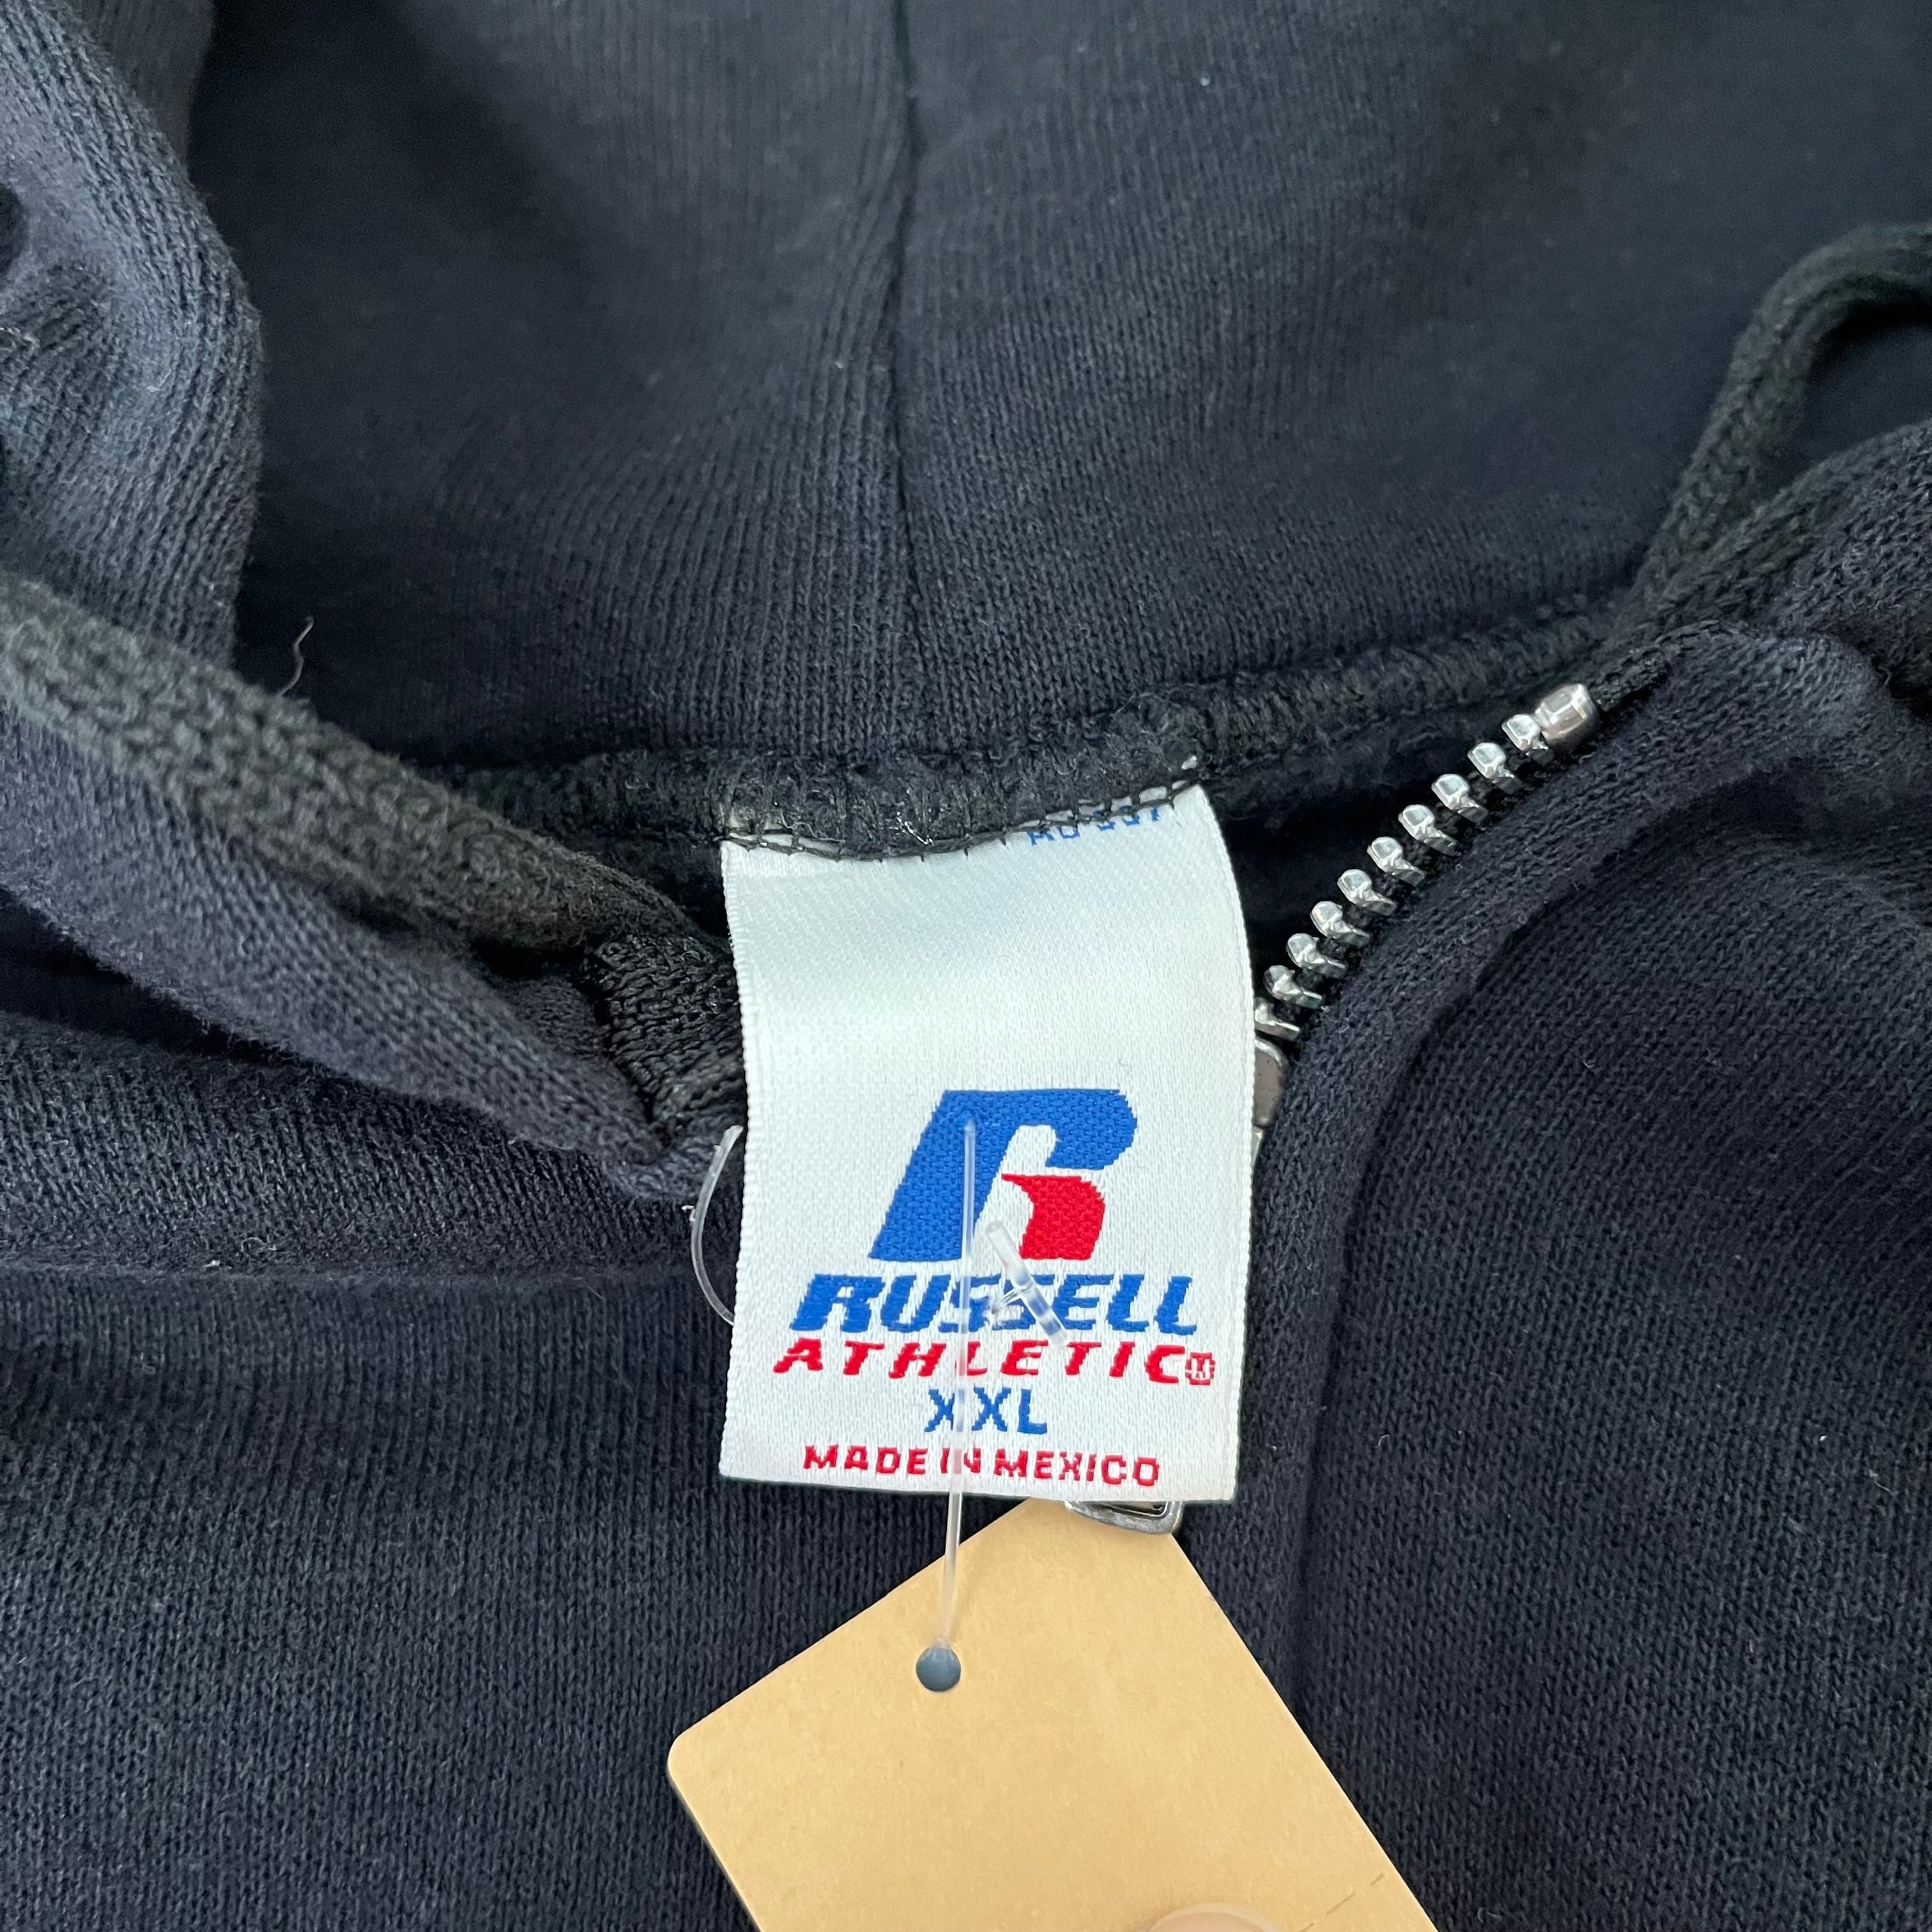 RUSSELL
ATHLETIC
XXL
MADE IN MEXICO